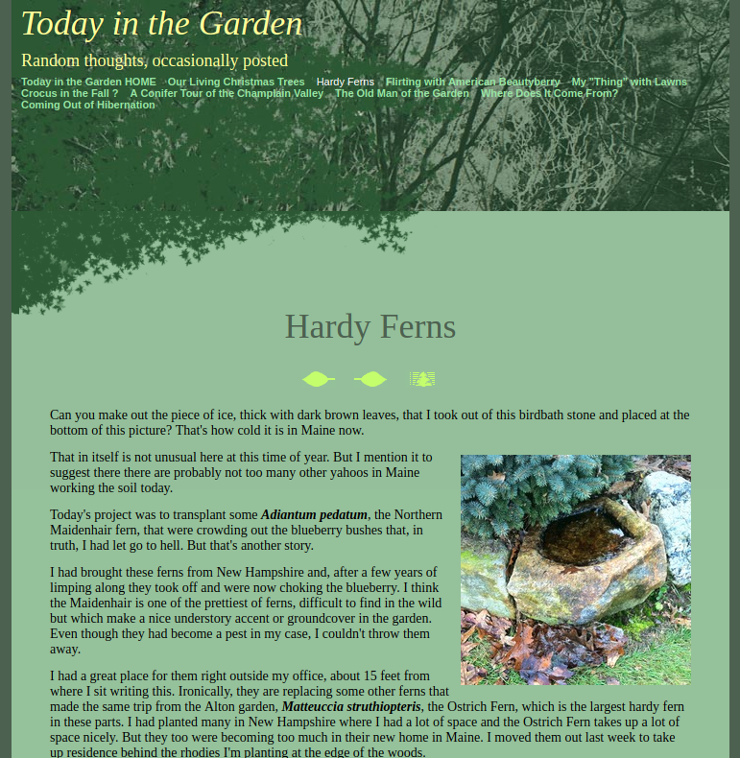 Today in the Garden
Random thoughts, occasionally posted
Today in the Garden HOME Our Living Christmas Trees Hardy Ferns Flirting with American Beautyberry My "Thing" with Lawns
Crocus in the Fall ? A Conifer Tour of the Champlain Valley The Old Man of the Garden Where Does It Come From?
Coming Out of Hibernation
Hardy Ferns
Can you make out the piece of ice, thick with dark brown leaves, that I took out of this birdbath stone and placed at the
bottom of this picture? That's how cold it is in Maine now.
That in itself is not unusual here at this time of year. But I mention it to
suggest there there are probably not too many other yahoos in Maine
working the soil today.
Today's project was to transplant some Adiantum pedatum, the Northern
Maidenhair fern, that were crowding out the blueberry bushes that, in
truth, I had let go to hell. But that's another story.
I had brought these ferns from New Hampshire and, after a few years of
limping along they took off and were now choking the blueberry. I think
the Maidenhair is one of the prettiest of ferns, difficult to find in the wild
but which make a nice understory accent or groundcover in the garden.
Even though they had become a pest in my case, I couldn't throw them
away.
I had a great place for them right outside my office, about 15 feet from
where I sit writing this. Ironically, they are replacing some other ferns that
made the same trip from the Alton garden, Matteuccia struthiopteris, the Ostrich Fern, which is the largest hardy fern
in these parts. I had planted many in New Hampshire where I had a lot of space and the Ostrich Fern takes up a lot of
space nicely. But they too were becoming too much in their new home in Maine. I moved them out last week to take
up residence behind the rhodies I'm planting at the edge of the woods.